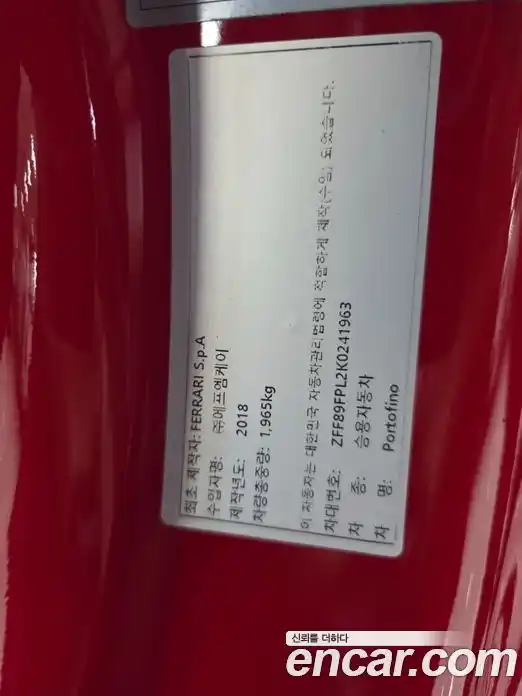 최초 제작자: FERRARI S.p.A
수입자명: ㈜에프엠케이
제작년도: 2018
차량총중량: 1,965kg
이 자동차는 대한민국 자동차관리법령에 적합하게 제작(수입) 되었습니다.
차대번호: ZFF89FPL2K0241963
차 종: 승용자동차
차 명: Portofino
신뢰를 더하다
encar.com